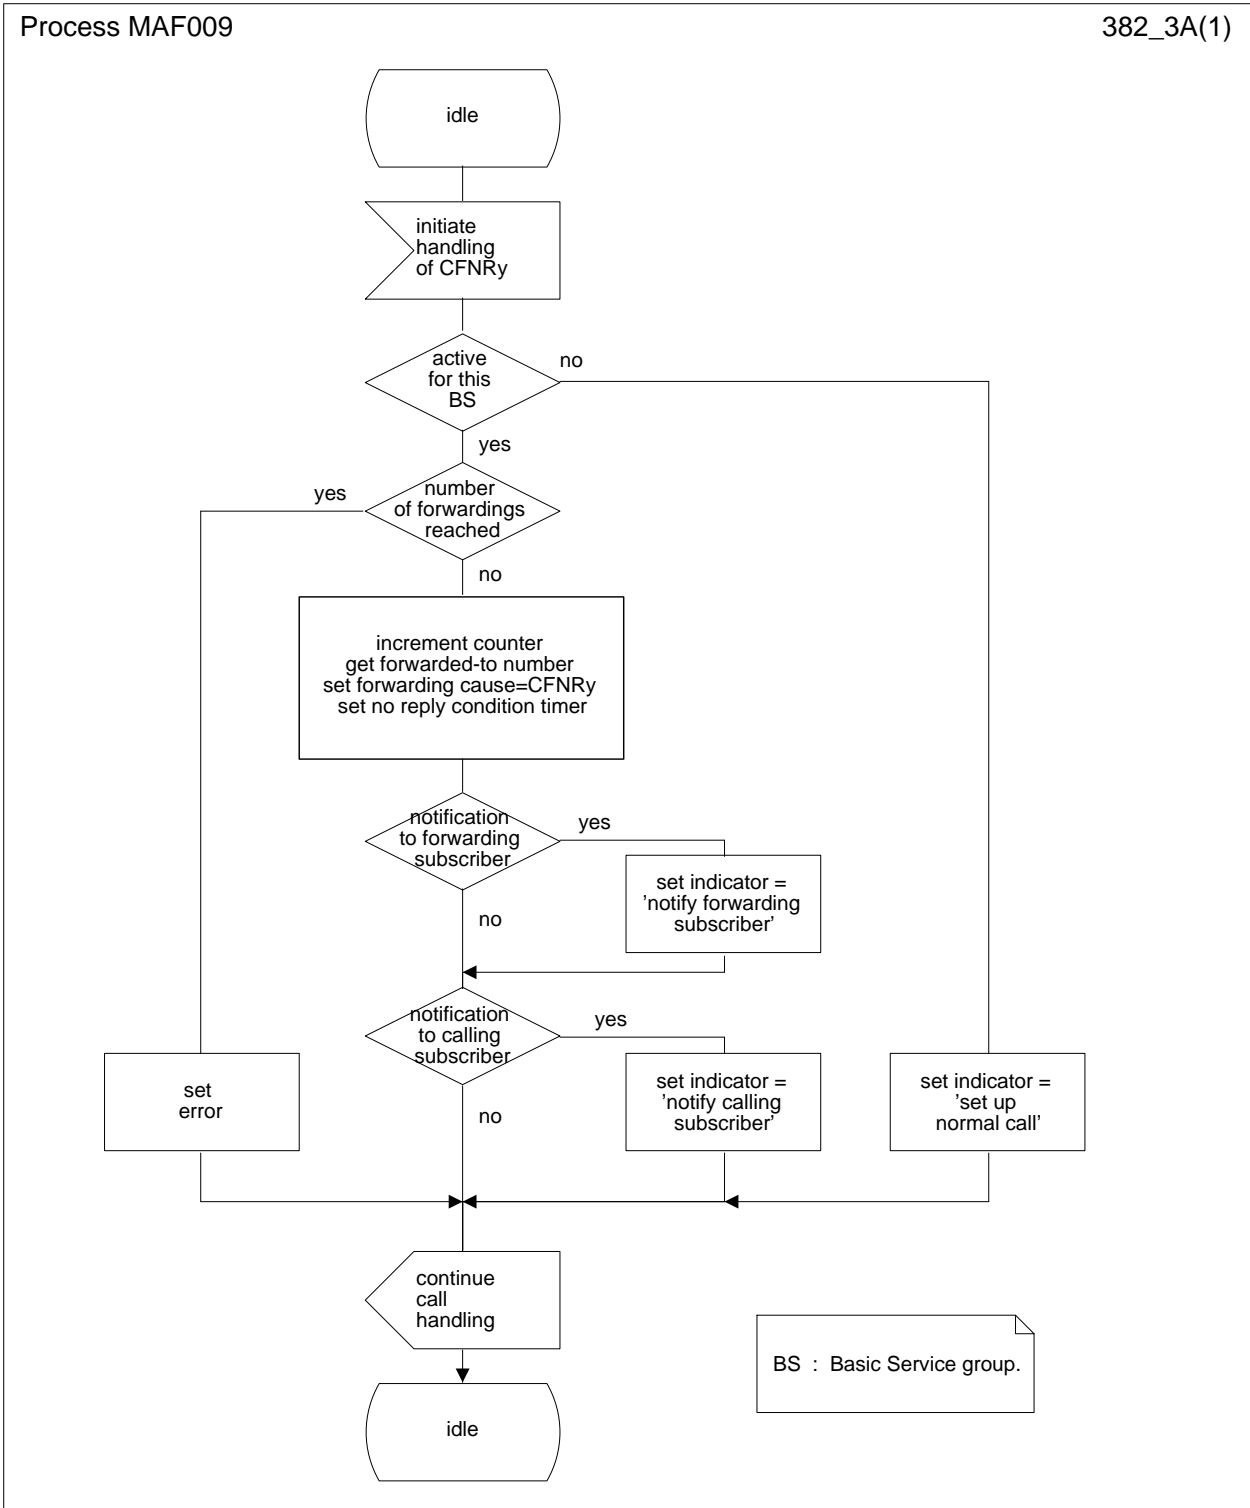 Process MAF009
382_3A(1)
idle
initiate
handling
of CFNRy
active
for this
BS
no
yes
number
of forwardings
reached
yes
no
increment counter
get forwarded-to number
set forwarding cause=CFNRy
set no reply condition timer
notification
to forwarding
subscriber
yes
set indicator =
’notify forwarding
subscriber’
no
notification
to calling
subscriber
yes
set
error
set indicator =
’notify calling
subscriber’
set indicator =
’set up
normal call’
no
continue
call
handling
BS : Basic Service group.
idle